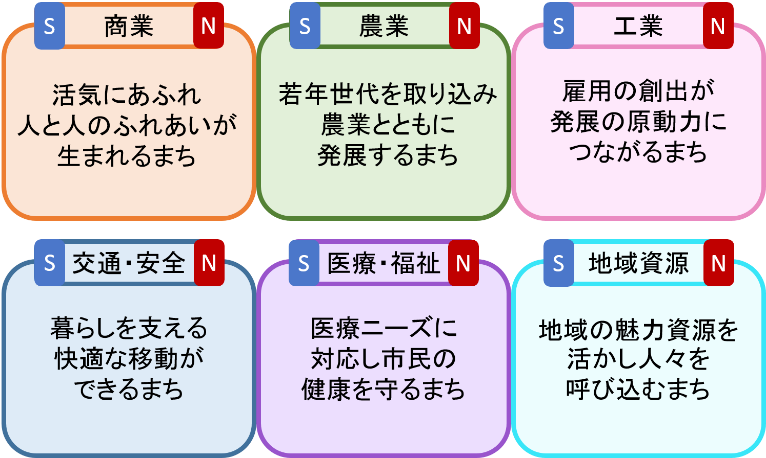 S 商業 N
活気にあふれ
人と人のふれあいが
生まれるまち
S 農業 N
若年世代を取り込み
農業とともに
発展するまち
S 工業 N
雇用の創出が
発展の原動力に
つながるまち
S 交通・安全 N
暮らしを支える
快適な移動が
できるまち
S 医療・福祉 N
医療ニーズに
対応し市民の
健康を守るまち
S 地域資源 N
地域の魅力資源を
活かし人々を
呼び込むまち